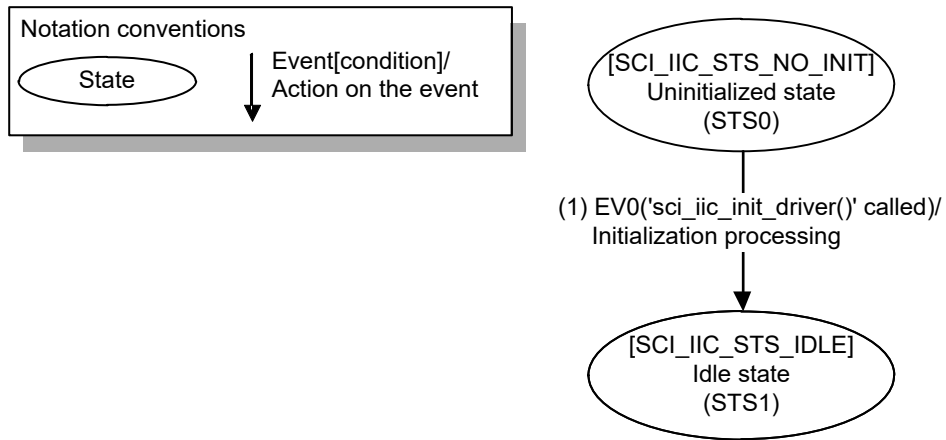 Notation conventions
State
Event[condition]/
Action on the event
[SCI_IIC_STS_NO_INIT]
Uninitialized state
(STS0)
(1) EV0('sci_iic_init_driver()' called)/
Initialization processing
[SCI_IIC_STS_IDLE]
Idle state
(STS1)